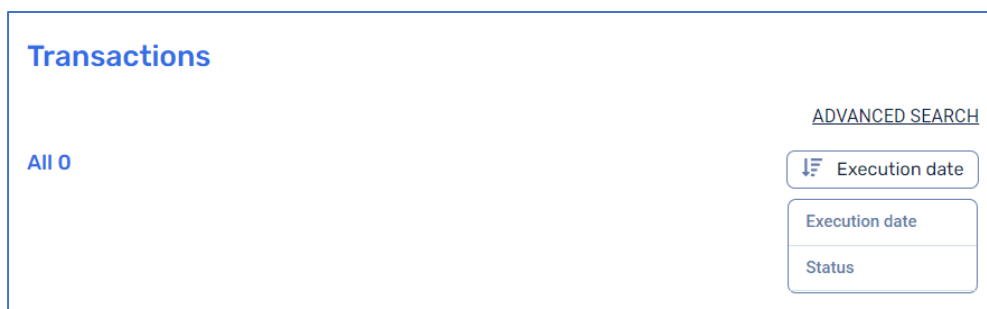 Transactions
ADVANCED SEARCH
All 0
Execution date
Execution date
Status